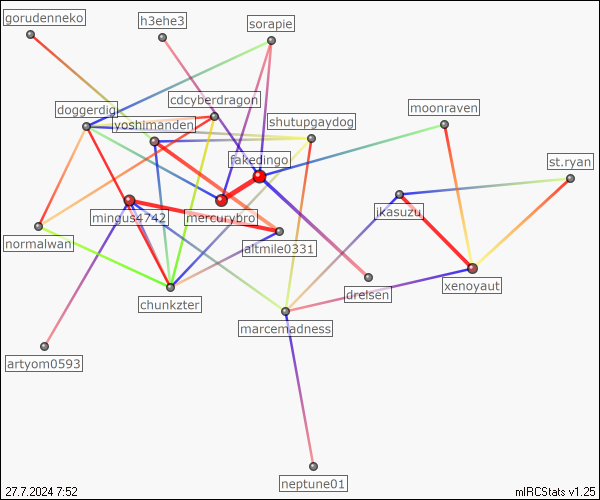 gorudenneko
h3ehe3
sorapie
doggerdig
cdcyberdragon
yoshimanden
shutupgaydog
moonraven
fakedingo
st.ryan
mingus4742
mercurybro
ikasuzu
normalwan
altmile0331
chunkzter
dreisen
xenoyaut
marcemadness
artyom0593
neptune01
27.7.2024 7:52
mIRCStats v1.25